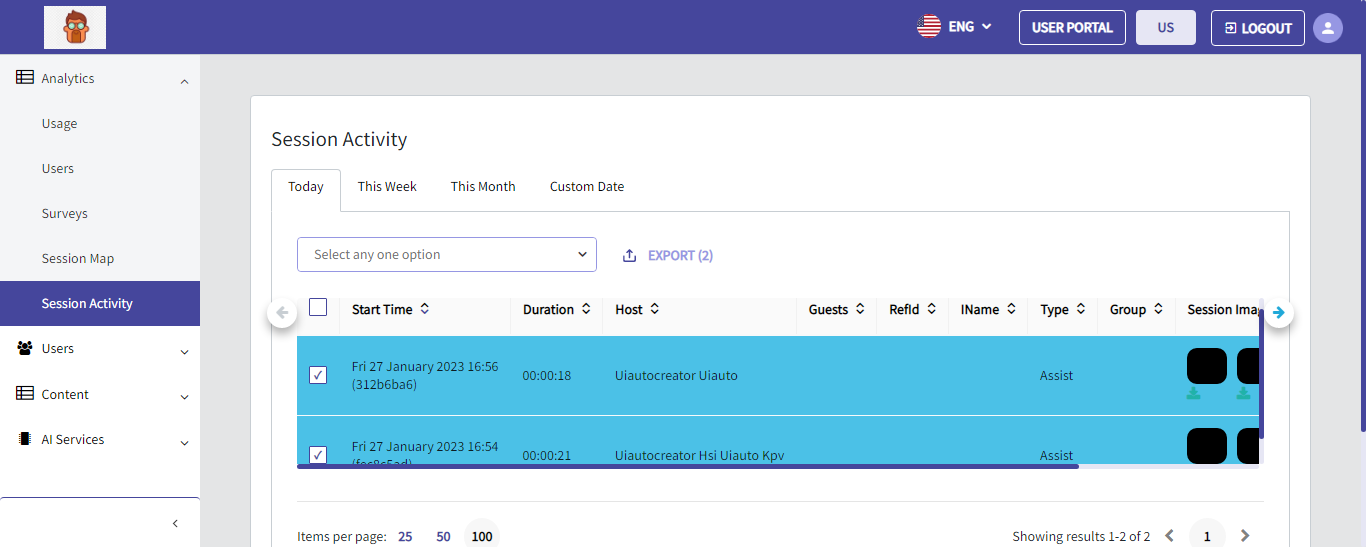 ENG
USER PORTAL
US
LOGOUT
Analytics
Usage
Users
Surveys
Session Map
Session Activity
Users
Content
AI Services
Session Activity
Today This Week This Month Custom Date
Select any one option
EXPORT (2)
Start Time Duration Host Guests RefId IName Type Group Session Imag
Fri 27 January 2023 16:56
(312b6ba6)
00:00:18 Uiautocreator Uiauto Assist
Fri 27 January 2023 16:54
00:00:21 Uiautocreator Hsi Uiauto Kpv Assist
Items per page: 25 50 100
Showing results 1-2 of 2 1